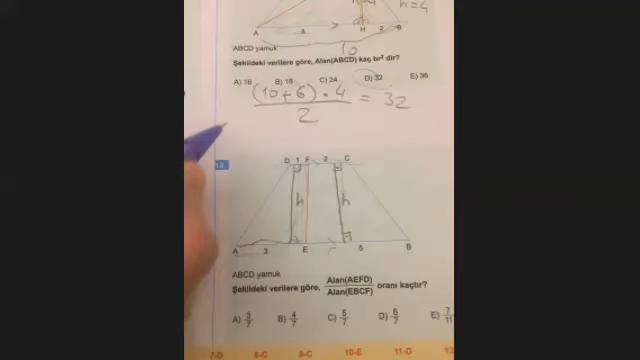 h=4
A 8 H 2 B
10
ABCD yamuk
Şekildeki verilere göre, Alan(ABCD) kaç br² dir?
A) 16 B) 18 C) 24 D) 32 E) 36
(10+6) . 4 / 2 = 32
D 1 F 2 C
h h
A 3 E 5 B
ABCD yamuk
Şekildeki verilere göre, Alan(AEFD) / Alan(EBCF) oranı kaçtır?
A) 3/7 B) 4/7 C) 5/7 D) 6/7 E) 7/11
7-D 8-C 9-C 10-E 11-D 12